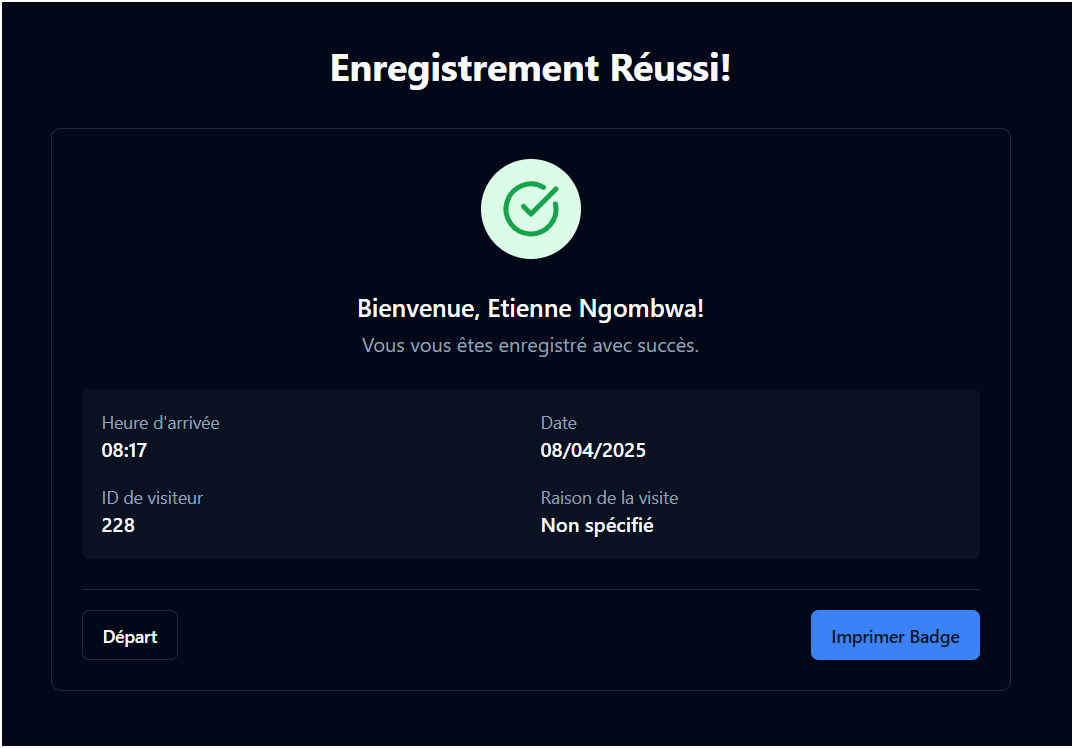 Enregistrement Réussi!
Bienvenue, Etienne Ngombwa!
Vous vous êtes enregistré avec succès.
Heure d'arrivée
08:17
Date
08/04/2025
ID de visiteur
228
Raison de la visite
Non spécifié
Départ
Imprimer Badge